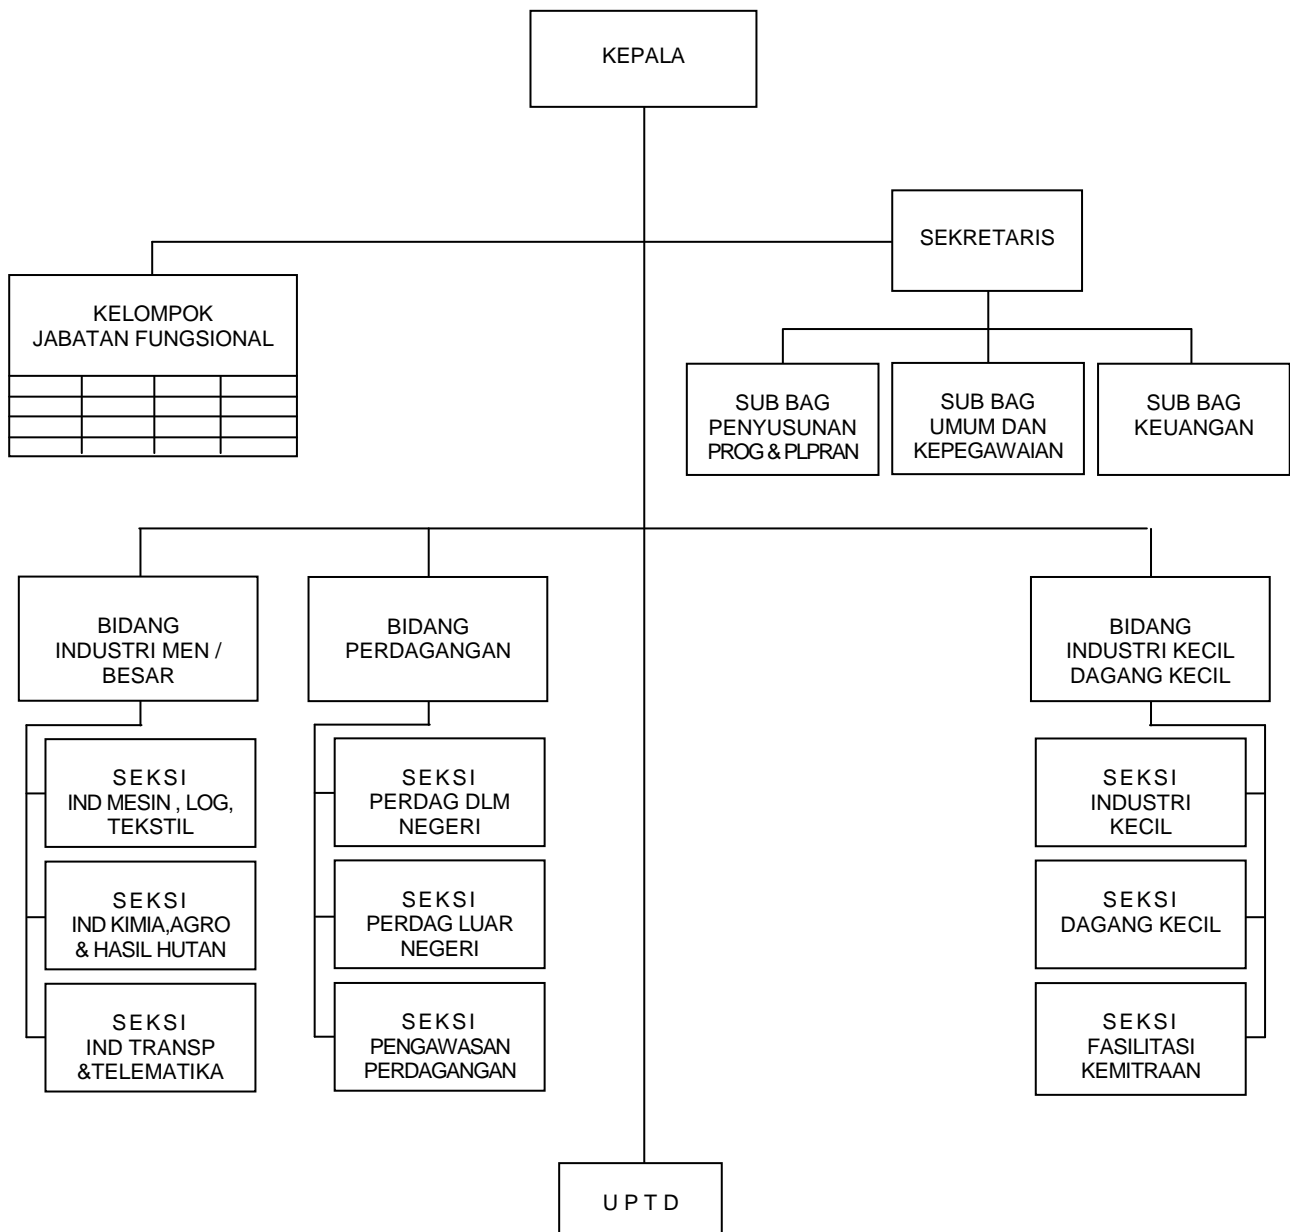 KEPALA
SEKRETARIS
KELOMPOK
JABATAN FUNGSIONAL
SUB BAG
PENYUSUNAN
PROG & PLPRAN
SUB BAG
UMUM DAN
KEPEGAWAIAN
SUB BAG
KEUANGAN
BIDANG
INDUSTRI MEN /
BESAR
BIDANG
PERDAGANGAN
BIDANG
INDUSTRI KECIL
DAGANG KECIL
SEKSI
IND MESIN , LOG,
TEKSTIL
SEKSI
IND KIMIA,AGRO
& HASIL HUTAN
SEKSI
IND TRANSP
&TELEMATIKA
SEKSI
PERDAG DLM
NEGERI
SEKSI
PERDAG LUAR
NEGERI
SEKSI
PENGAWASAN
PERDAGANGAN
SEKSI
INDUSTRI
KECIL
SEKSI
DAGANG KECIL
SEKSI
FASILITASI
KEMITRAAN
U P T D